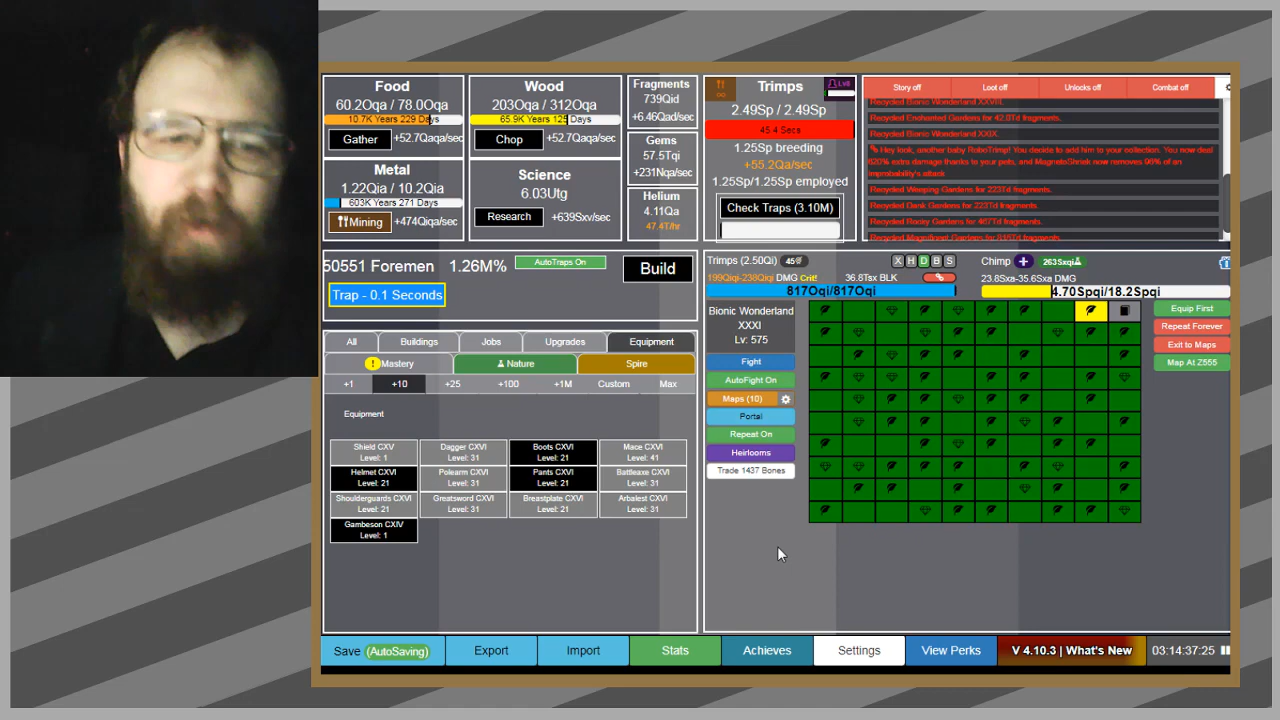 Food
60.2Oqa / 78.0Oqa
10.7K Years 229 Days
Gather
+52.7Qaqa/sec
Wood
203Oqa / 312Oqa
65.9K Years 125 Days
Chop
+52.7Qaqa/sec
Metal
1.22Qia / 10.2Qia
603K Years 271 Days
Mining
+474Qiqa/sec
Science
6.03Utg
Research
+639Sxv/sec
Fragments
739Qid
+6.46Qad/sec
Gems
57.5Tqi
+231Nqa/sec
Helium
4.11Qa
47.4T/hr
Trimps
2.49Sp / 2.49Sp
45.4 Secs
1.25Sp breeding
+55.2Qa/sec
1.25Sp/1.25Sp employed
Check Traps (3.10M)
Story off
Loot off
Unlocks off
Combat off
Recycled Bionic Wonderland XXVIII.
Recycled Enchanted Gardens for 42.8Td fragments.
Recycled Bionic Wonderland XXIX.
Hey look, another baby RoboTrimp! You decide to add him to your collection. You now deal
620% extra damage thanks to your pets, and MagnetoShriek now removes 96% of an
improbability's attack
Recycled Weeping Gardens for 223Td fragments.
Recycled Dank Gardens for 223Td fragments.
Recycled Rocky Gardens for 467Td fragments.
Recycled Magnificent Gardens for 815Td fragments.
50551 Foremen
1.26M%
AutoTraps On
Build
Trap - 0.1 Seconds
Trimps (2.50Qi)
45
199Qiqi-238Qiqi DMG Crit!
36.8Tsx BLK
817Oqi/817Oqi
Chimp
263Sxqi
23.8Sxa-35.6Sxa DMG
4.70Spqi/18.2Spqi
All
Buildings
Jobs
Upgrades
Equipment
Mastery
Nature
Spire
+1
+10
+25
+100
+1M
Custom
Max
Equipment
Shield CXV
Level: 1
Dagger CXVI
Level: 31
Boots CXVI
Level: 21
Mace CXVI
Level: 41
Helmet CXVI
Level: 21
Polearm CXVI
Level: 31
Pants CXVI
Level: 21
Battleaxe CXVI
Level: 31
Shoulderguards CXVI
Level: 21
Greatsword CXVI
Level: 31
Breastplate CXVI
Level: 21
Arbalest CXVI
Level: 31
Gambeson CXIV
Level: 1
Bionic Wonderland
XXXI
Lv: 575
Fight
AutoFight On
Maps (10)
Portal
Repeat On
Heirlooms
Trade 1437 Bones
Equip First
Repeat Forever
Exit to Maps
Map At Z555
Save (AutoSaving)
Export
Import
Stats
Achieves
Settings
View Perks
V 4.10.3 | What's New
03:14:37:25